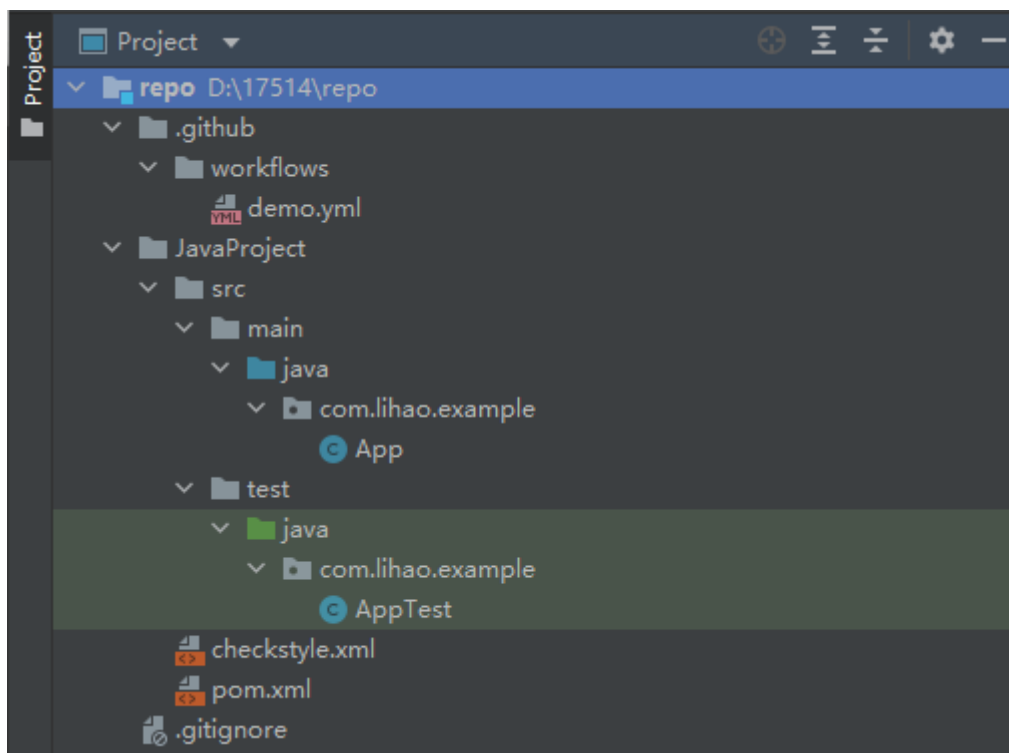 Project
Project
repo D:\17514\repo
.github
workflows
YML demo.yml
JavaProject
src
main
java
com.lihao.example
C App
test
java
com.lihao.example
C AppTest
<> checkstyle.xml
<> pom.xml
.gitignore